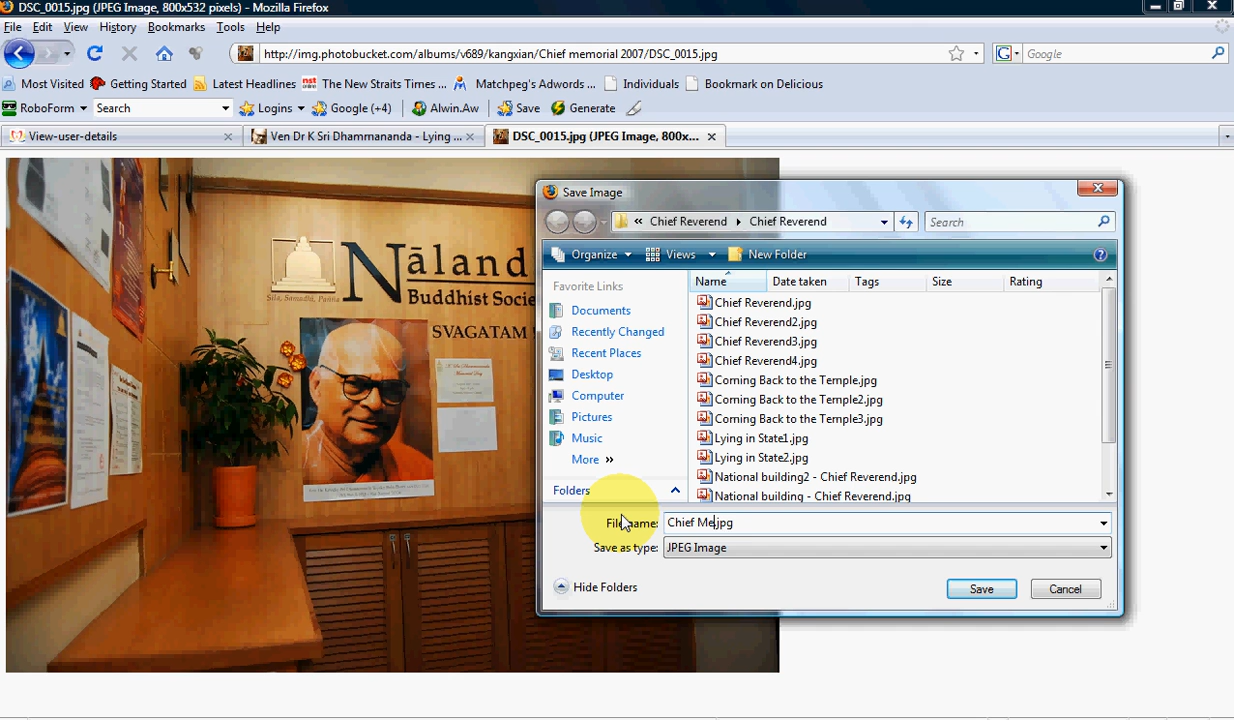 DSC_0015.jpg (JPEG Image, 800x532 pixels) - Mozilla Firefox
File Edit View History Bookmarks Tools Help
http://img.photobucket.com/albums/v689/kangxian/Chief memorial 2007/DSC_0015.jpg
G Google
Most Visited Getting Started Latest Headlines nst The New Straits Times ... Matchpeg's Adwords ... Individuals Bookmark on Delicious
RoboForm Search Logins Google (+4) Alwin.Aw Save Generate
View-user-details Ven Dr K Sri Dhammananda - Lying ... DSC_0015.jpg (JPEG Image, 800x...
Sila, Samādhi, Pañña
Nāland
Buddhist Socie
SVAGATAM
Save Image
« Chief Reverend Chief Reverend Search
Organize Views New Folder
Favorite Links
Documents
Recently Changed
Recent Places
Desktop
Computer
Pictures
Music
More »
Folders
Name Date taken Tags Size Rating
Chief Reverend.jpg
Chief Reverend2.jpg
Chief Reverend3.jpg
Chief Reverend4.jpg
Coming Back to the Temple.jpg
Coming Back to the Temple2.jpg
Coming Back to the Temple3.jpg
Lying in State1.jpg
Lying in State2.jpg
National building2 - Chief Reverend.jpg
National building - Chief Reverend.jpg
File name: Chief Me.jpg
Save as type: JPEG Image
Hide Folders Save Cancel